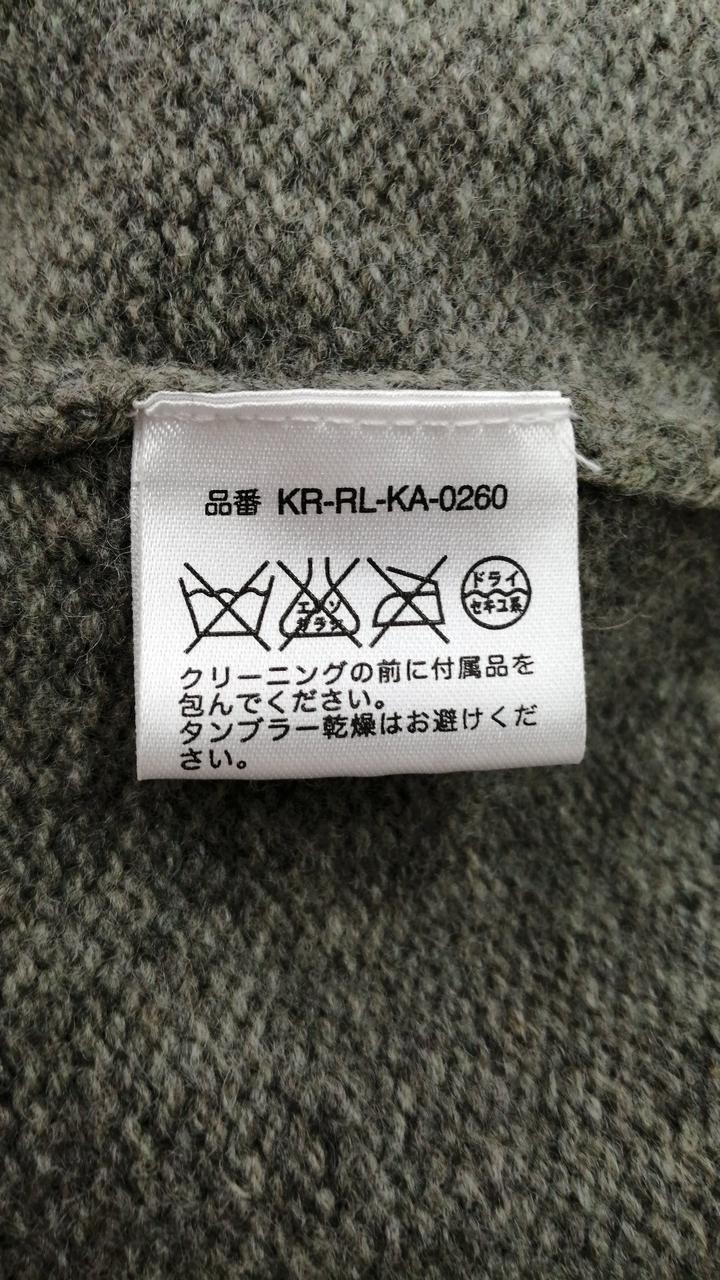 品番 KR-RL-KA-0260
エンソ
サラシ
ドライ
セキユ系
クリーニングの前に付属品を
包んでください。
タンブラー乾燥はお避けくだ
さい。